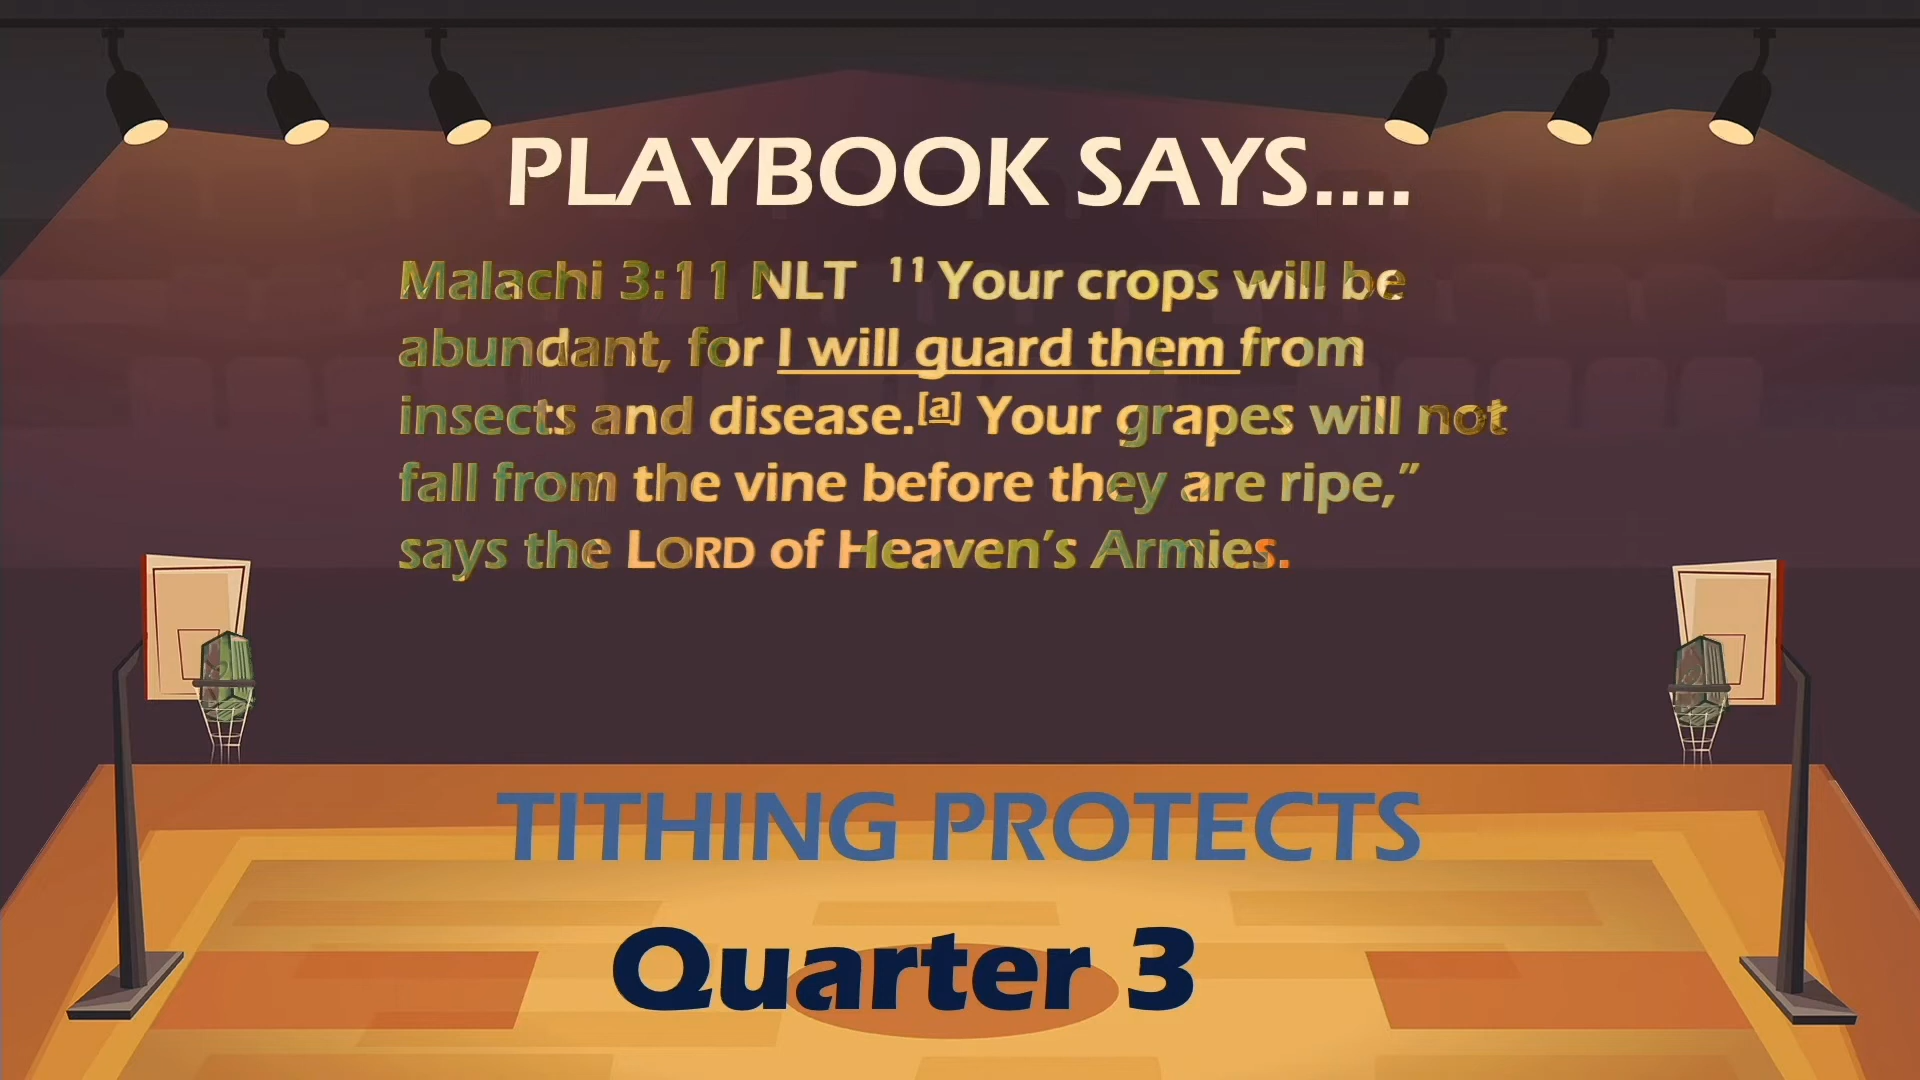 PLAYBOOK SAYS....
Malachi 3:11 NLT  ¹¹ Your crops will be
abundant, for I will guard them from
insects and disease.[a] Your grapes will not
fall from the vine before they are ripe,”
says the LORD of Heaven’s Armies.
TITHING PROTECTS
Quarter 3